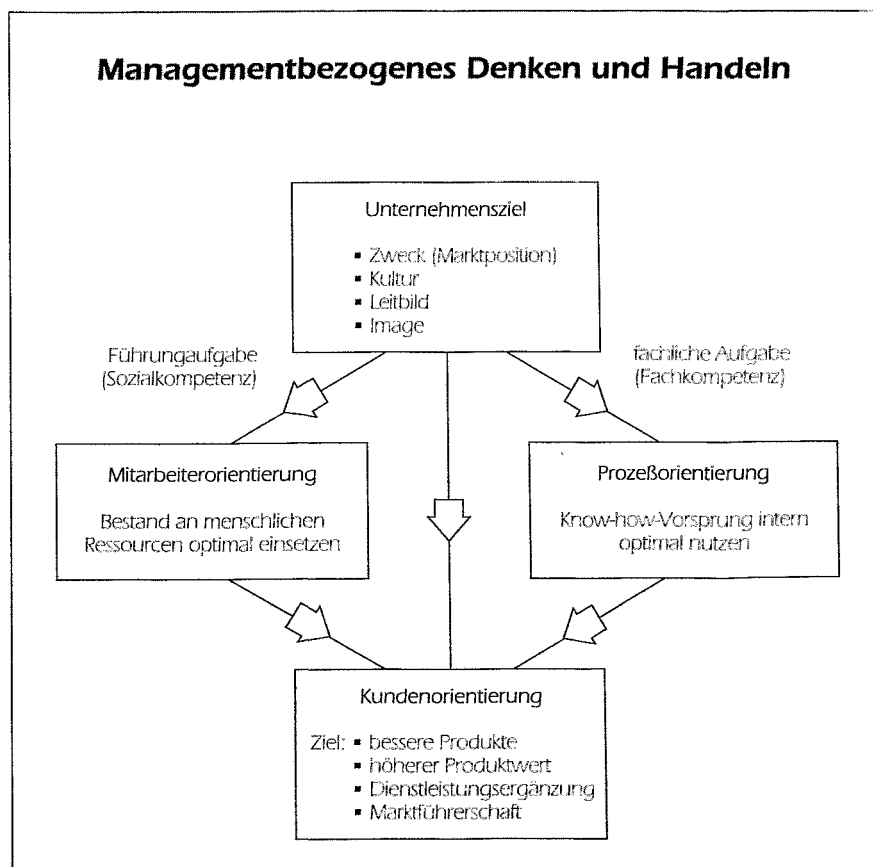 Managementbezogenes Denken und Handeln
Unternehmensziel
▪ Zweck (Marktposition)
▪ Kultur
▪ Leitbild
▪ Image
Führungaufgabe
(Sozialkompetenz)
fachliche Aufgabe
(Fachkompetenz)
Mitarbeiterorientierung
Bestand an menschlichen
Ressourcen optimal einsetzen
Prozeßorientierung
Know-how-Vorsprung intern
optimal nutzen
Kundenorientierung
Ziel: ▪ bessere Produkte
▪ höherer Produktwert
▪ Dienstleistungsergänzung
▪ Marktführerschaft